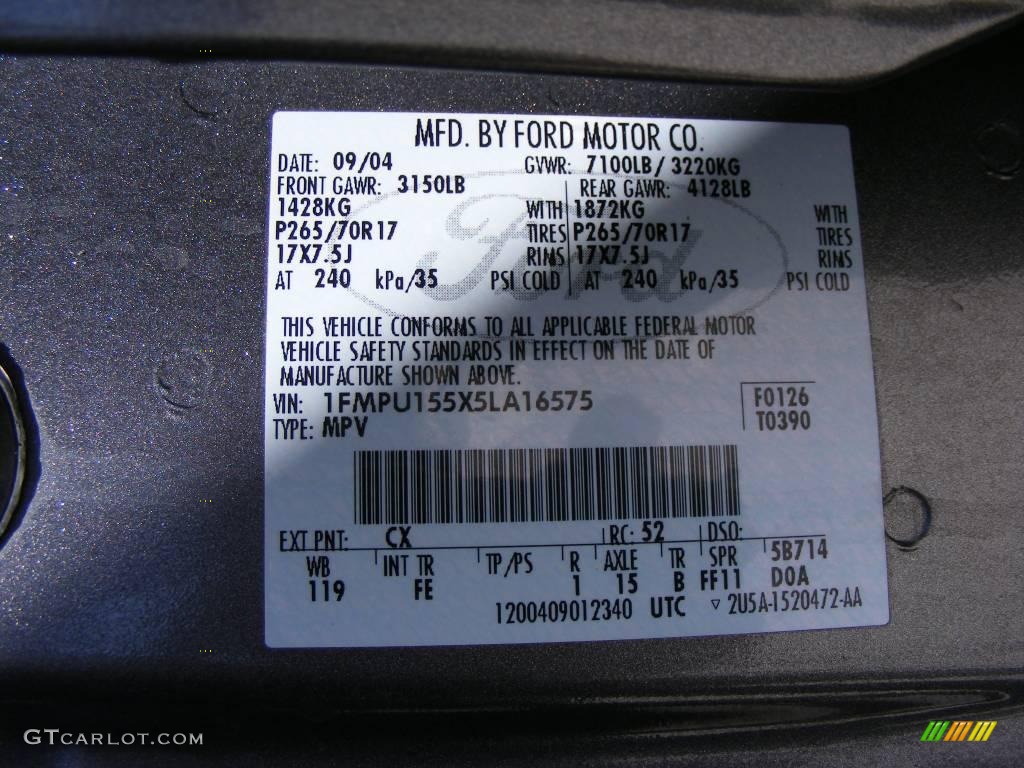 MFD. BY FORD MOTOR CO.
DATE: 09/04 GVWR: 7100LB / 3220KG
FRONT GAWR: 3150LB REAR GAWR: 4128LB
1428KG WITH 1872KG WITH
P265/70R17 TIRES P265/70R17 TIRES
17X7.5J RIMS 17X7.5J RIMS
AT 240 kPa/35 PSI COLD AT 240 kPa/35 PSI COLD
Ford
THIS VEHICLE CONFORMS TO ALL APPLICABLE FEDERAL MOTOR
VEHICLE SAFETY STANDARDS IN EFFECT ON THE DATE OF
MANUFACTURE SHOWN ABOVE.
VIN: 1FMPU155X5LA16575 F0126
TYPE: MPV T0390
EXT PNT: CX RC: 52 DSO:
WB INT TR TP/PS R AXLE TR SPR 5B714
119 FE 1 15 B FF11 DOA
1200409012340 UTC ▽ 2U5A-1520472-AA
GTCARLOT.COM